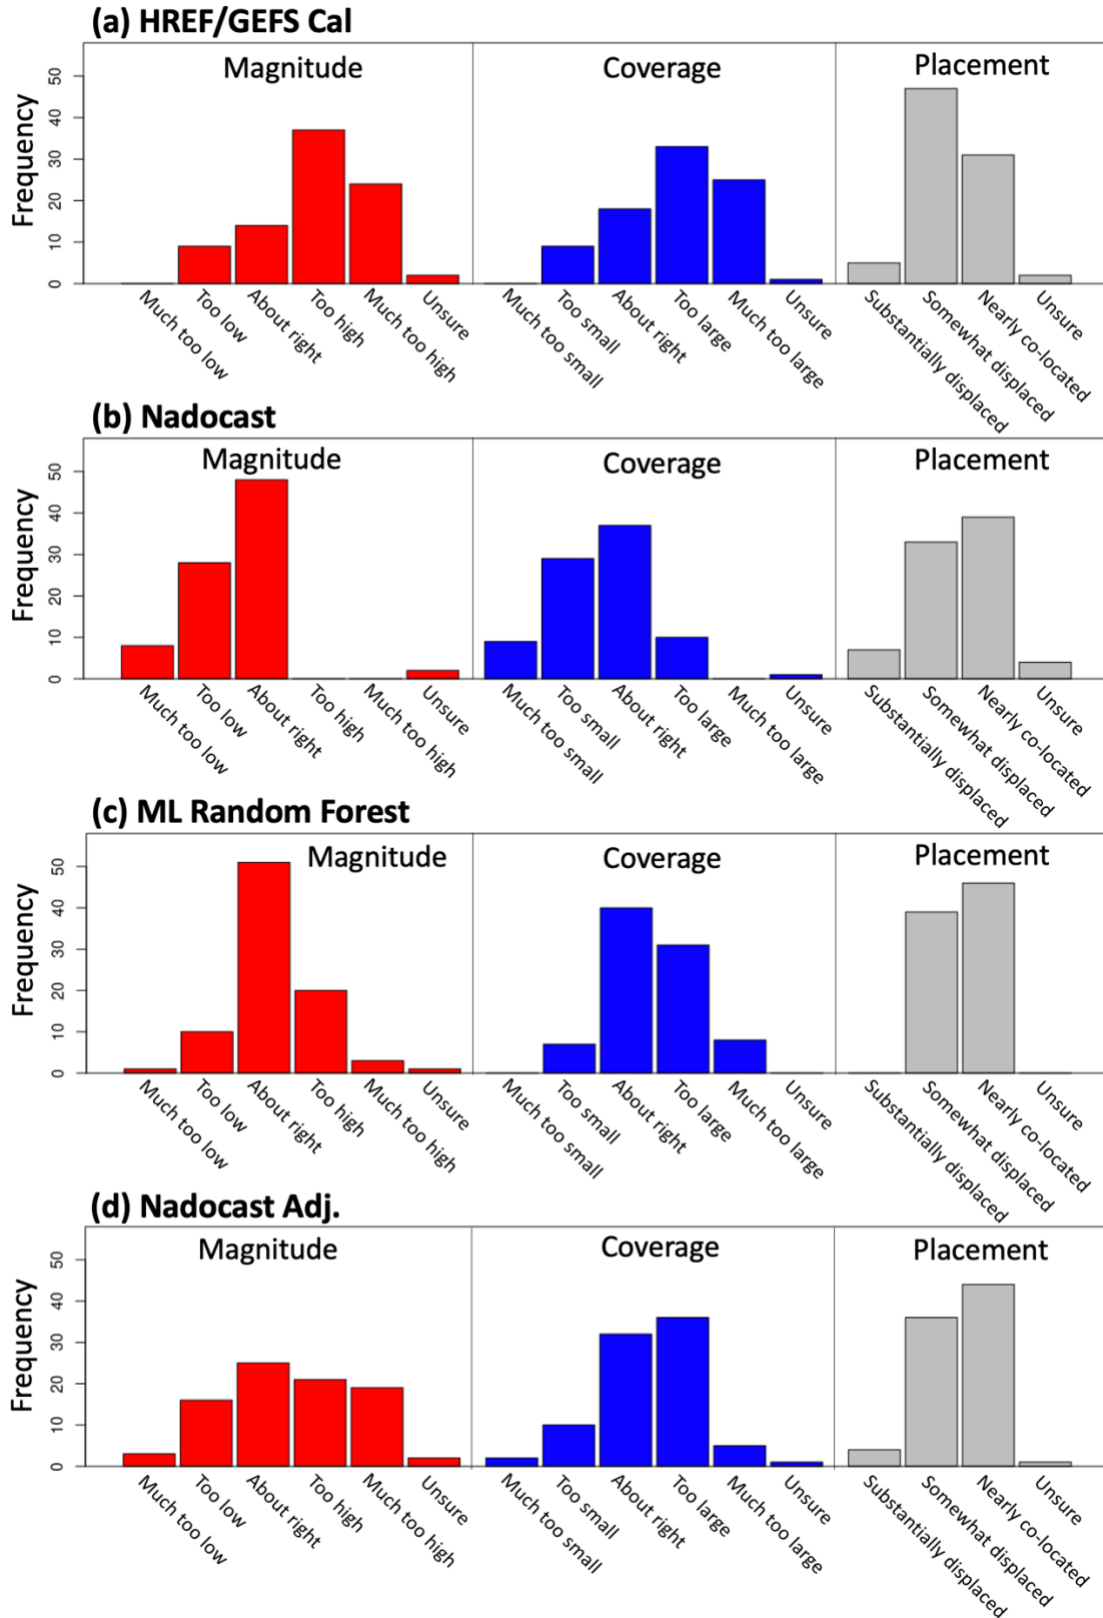 (a) HREF/GEFS Cal
Magnitude Coverage Placement
Frequency
50
40
30
20
10
0
Much too low Too low About right Too high Much too high Unsure Much too small Too small About right Too large Much too large Unsure Substantially displaced Somewhat displaced Nearly co-located Unsure
(b) Nadocast
Magnitude Coverage Placement
Frequency
50
40
30
20
10
0
Much too low Too low About right Too high Much too high Unsure Much too small Too small About right Too large Much too large Unsure Substantially displaced Somewhat displaced Nearly co-located Unsure
(c) ML Random Forest
Magnitude Coverage Placement
Frequency
50
40
30
20
10
0
Much too low Too low About right Too high Much too high Unsure Much too small Too small About right Too large Much too large Unsure Substantially displaced Somewhat displaced Nearly co-located Unsure
(d) Nadocast Adj.
Magnitude Coverage Placement
Frequency
50
40
30
20
10
0
Much too low Too low About right Too high Much too high Unsure Much too small Too small About right Too large Much too large Unsure Substantially displaced Somewhat displaced Nearly co-located Unsure